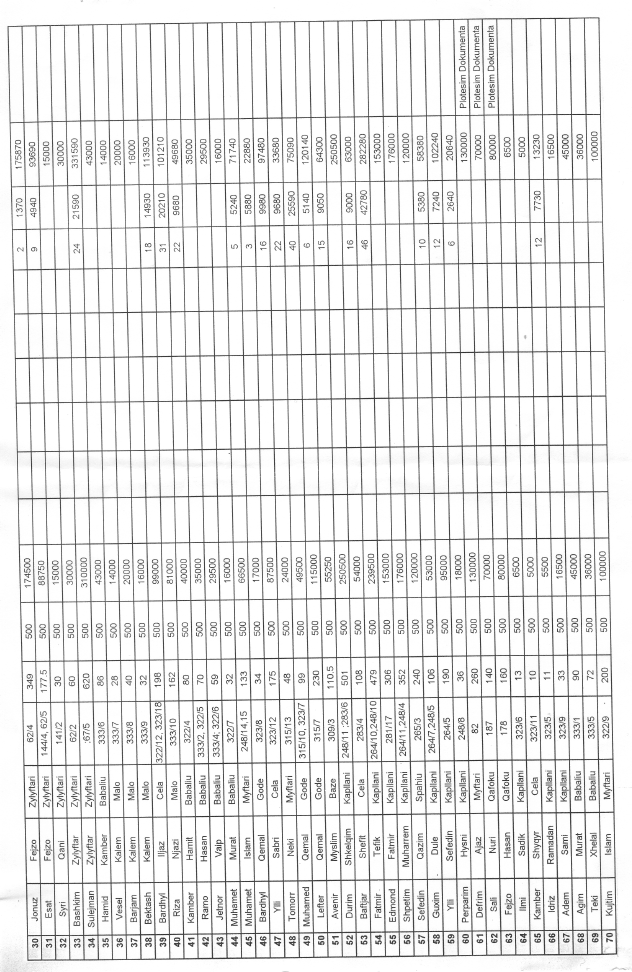 30 Jonuz Fejzo Zylyftari 62/4 349 500 174500 2 1370 175870
31 Esat Fejzo Zylyftari 144/4, 62/5 177.5 500 88750 9 4940 93690
32 Syri Qani Zylyftari 141/2 30 500 15000 15000
33 Bashkim Zylyftar Zylyftari 62/2 60 500 30000 30000
34 Sulejman Zylyftar Zylyftari ;67/5 620 500 310000 24 21590 331590
35 Hamid Kamber Babaliu 333/6 86 500 43000 43000
36 Vesel Kalem Malo 333/7 28 500 14000 14000
37 Barjam Kalem Malo 333/8 40 500 20000 20000
38 Bektash Kalem Malo 333/9 32 500 16000 16000
39 Bardhyl Iljaz Cela 322/12, 323/18 198 500 99000 18 14930 113930
40 Riza Njazi Malo 333/10 162 500 81000 31 20210 101210
41 Kamber Hamit Babaliu 322/4 80 500 40000 22 9680 49680
42 Ramo Hasan Babaliu 333/2, 322/5 70 500 35000 35000
43 Jetnor Valp Babaliu 333/4; 322/6 59 500 29500 29500
44 Muhamet Murat Babaliu 322/7 32 500 16000 16000
45 Muhamet Islam Myftari 248/14,15 133 500 66500 5 5240 71740
46 Bardhyl Qemal Gode 323/8 34 500 17000 3 5880 22880
47 Ylli Sabri Cela 323/12 175 500 87500 16 9980 97480
48 Tomorr Neki Myftari 315/13 48 500 24000 22 9680 33680
49 Muhamed Qemal Gode 315/10, 323/7 99 500 49500 40 25590 75090
50 Lefter Qemal Gode 315/7 230 500 115000 6 5140 120140
51 Avenir Myslim Baze 309/3 110.5 500 55250 15 9050 64300
52 Durim Shkelqim Kapllani 248/11 ;283/6 501 500 250500 250500
53 Bardjar Shefit Cela 283/4 108 500 54000 16 9000 63000
54 Fatmir Tefik Kapllani 264/10,248/10 479 500 239500 46 42780 282280
55 Edmond Fatmir Kapllani 281/17 306 500 153000 153000
56 Shpetim Muharrem Kapllani 264/11,248/4 352 500 176000 176000
57 Sefedin Qazim Spahiu 265/3 240 500 120000 120000
58 Guxim Dule Kapllani 264/7,248/5 106 500 53000 10 5380 58380
59 Ylli Sefedin Kapllani 264/5 190 500 95000 12 7240 102240
60 Perparim Hysni Kapllani 248/8 36 500 18000 6 2640 20640
61 Defrim Ajaz Myftari 82 260 500 130000 130000 Plotesim Dokumenta
62 Sali Nuri Qafoku 187 140 500 70000 70000 Plotesim Dokumenta
63 Fejzo Hasan Qafoku 178 160 500 80000 80000 Plotesim Dokumenta
64 Ilmi Sadik Kapllani 323/6 13 500 6500 6500
65 Kamber Shyqyr Cela 323/11 10 500 5000 5000
66 Idriz Ramadan Kapllani 323/5 11 500 5500 12 7730 13230
67 Adem Sami Kapllani 323/9 33 500 16500 16500
68 Agim Murat Babaliu 333/1 90 500 45000 45000
69 Teki Xhelal Babaliu 333/5 72 500 36000 36000
70 Kujtim Islam Myftari 322/9 200 500 100000 100000